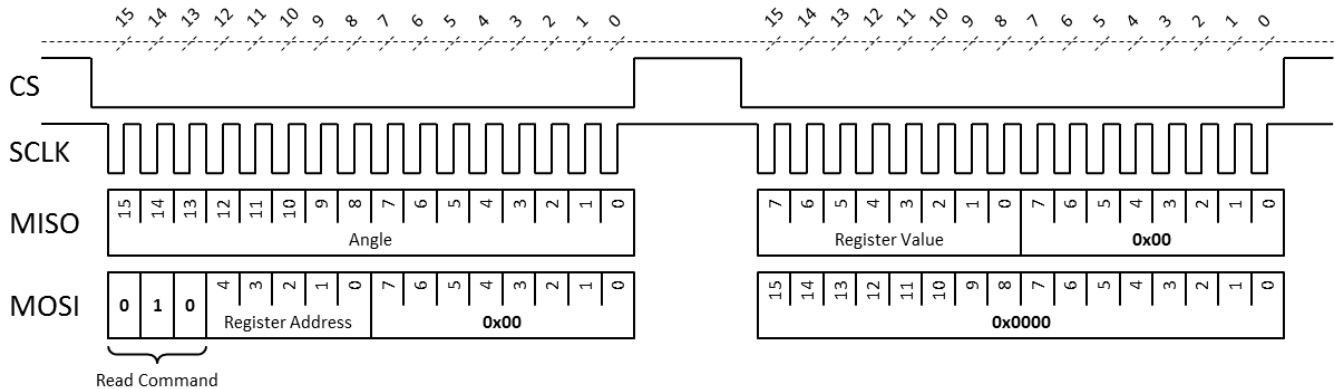 15 14 13 12 11 10 9 8 7 6 5 4 3 2 1 0 15 14 13 12 11 10 9 8 7 6 5 4 3 2 1 0
CS
SCLK
MISO 15 14 13 12 11 10 9 8 7 6 5 4 3 2 1 0 7 6 5 4 3 2 1 0 7 6 5 4 3 2 1 0
Angle Register Value 0x00
MOSI 0 1 0 4 3 2 1 0 7 6 5 4 3 2 1 0 15 14 13 12 11 10 9 8 7 6 5 4 3 2 1 0
Register Address 0x00 0x0000
Read Command